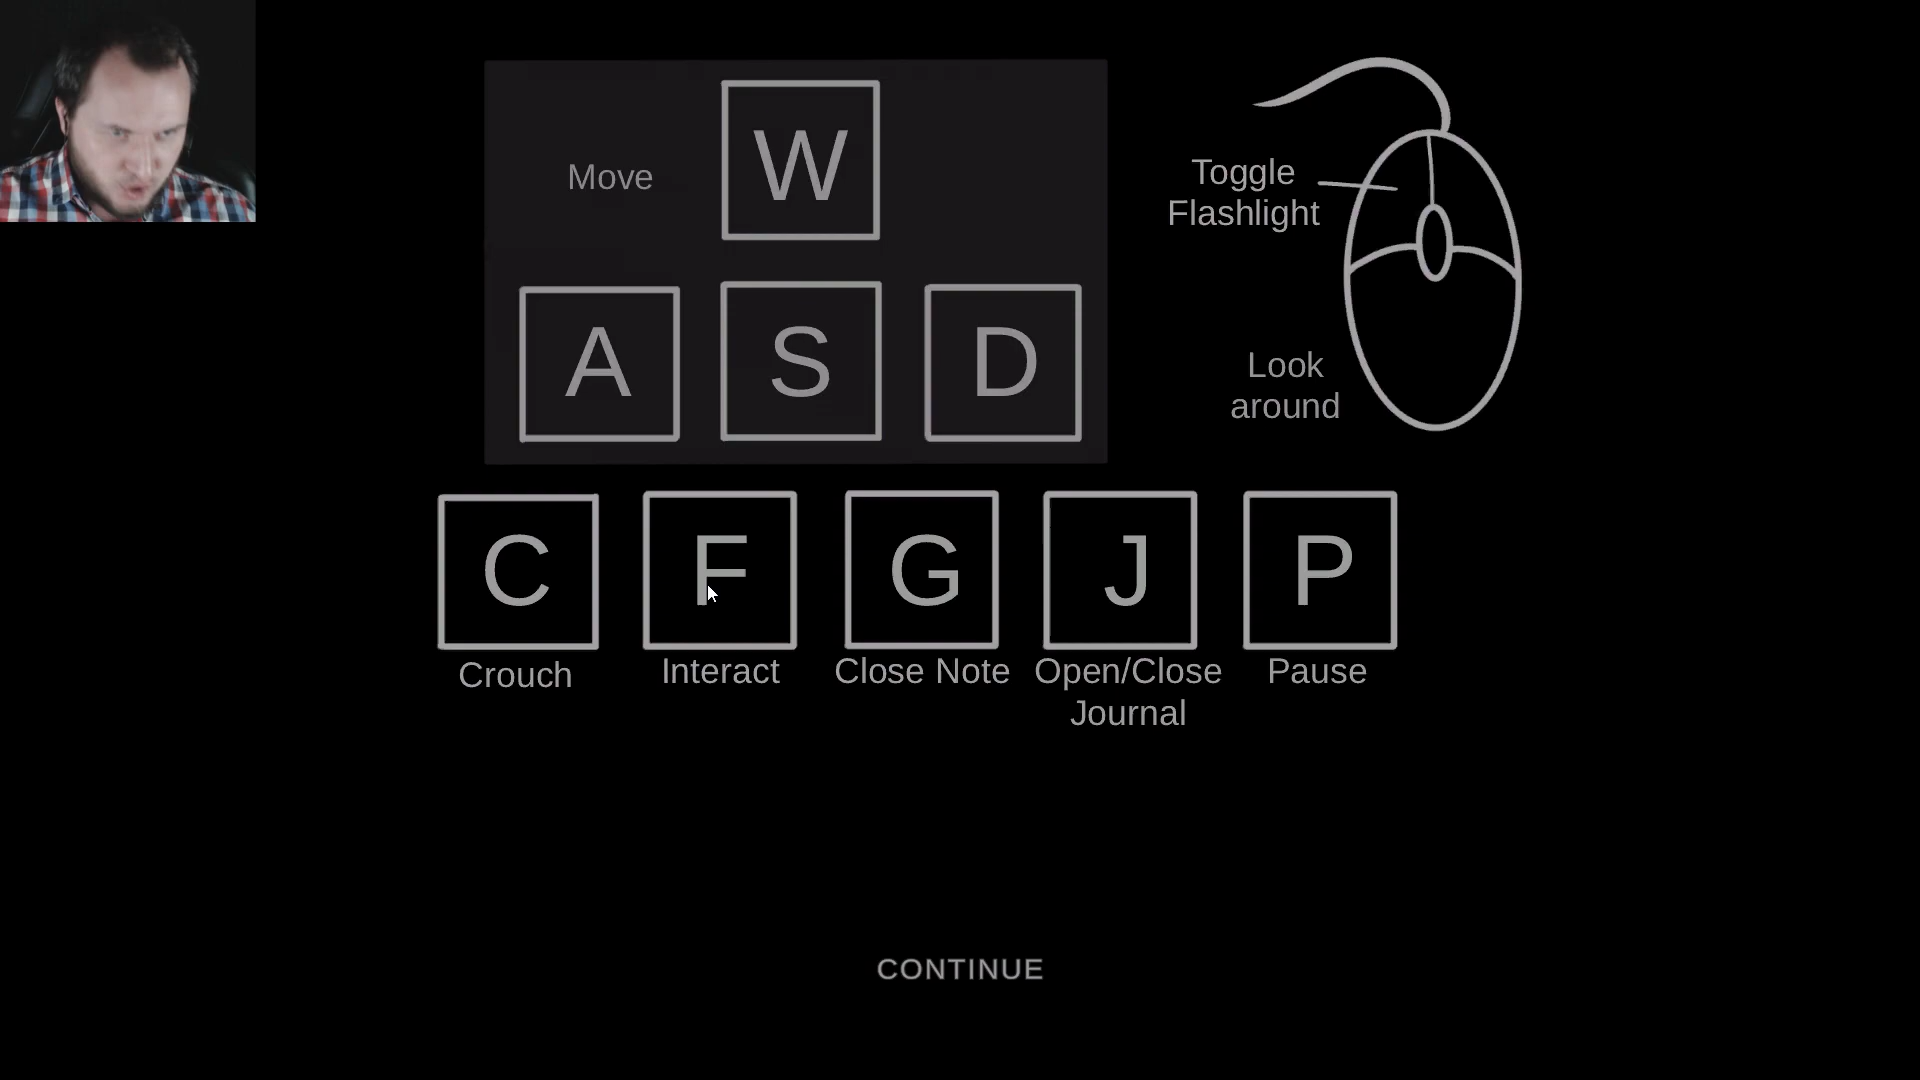 W
Move
A
S
D
Toggle
Flashlight
Look
around
C
F
G
J
P
Crouch
Interact
Close Note
Open/Close
Journal
Pause
CONTINUE